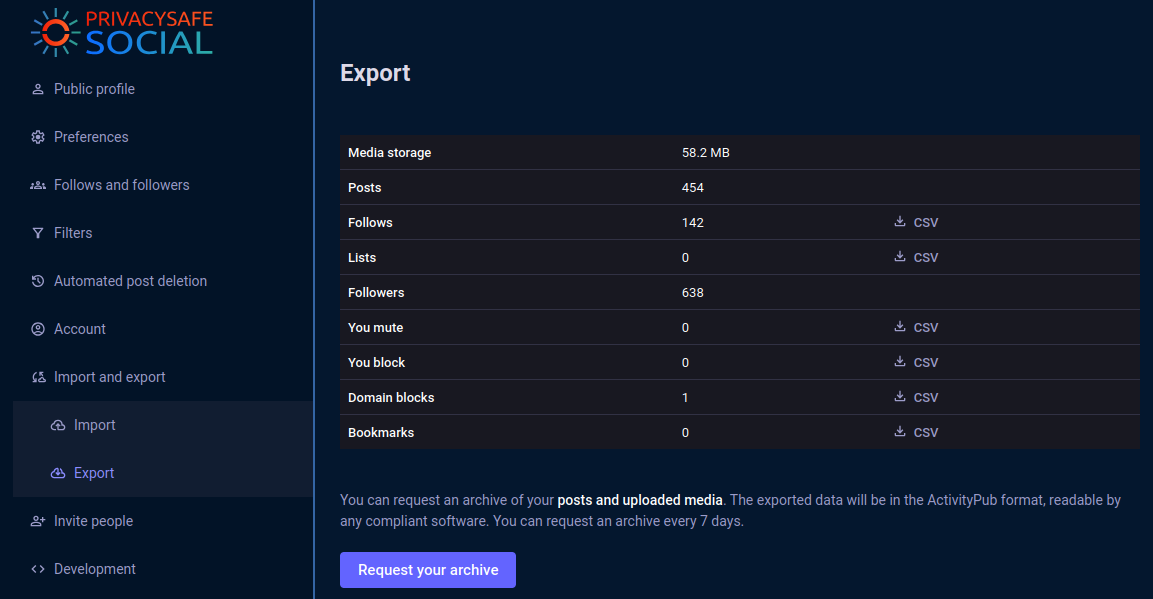 PRIVACYSAFE
SOCIAL
Public profile
Preferences
Follows and followers
Filters
Automated post deletion
Account
Import and export
Import
Export
Invite people
Development
Export
Media storage 58.2 MB
Posts 454
Follows 142 CSV
Lists 0 CSV
Followers 638
You mute 0 CSV
You block 0 CSV
Domain blocks 1 CSV
Bookmarks 0 CSV
You can request an archive of your posts and uploaded media. The exported data will be in the ActivityPub format, readable by
any compliant software. You can request an archive every 7 days.
Request your archive